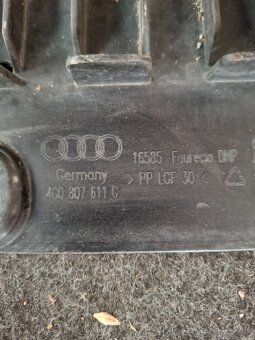 16585 Faurecia DMP
Germany > PP LGF 30 <
4G0 807 611 C